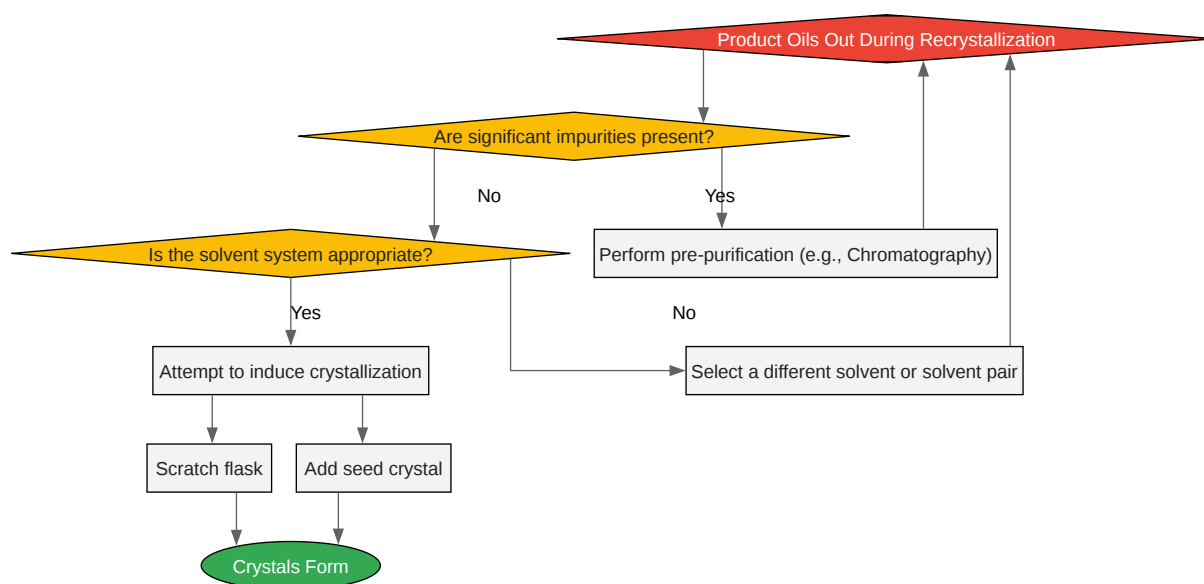 Product Oils Out During Recrystallization
Are significant impurities present?
No
Yes
Is the solvent system appropriate?
Perform pre-purification (e.g., Chromatography)
Yes
No
Attempt to induce crystallization
Select a different solvent or solvent pair
Scratch flask
Add seed crystal
Crystals Form